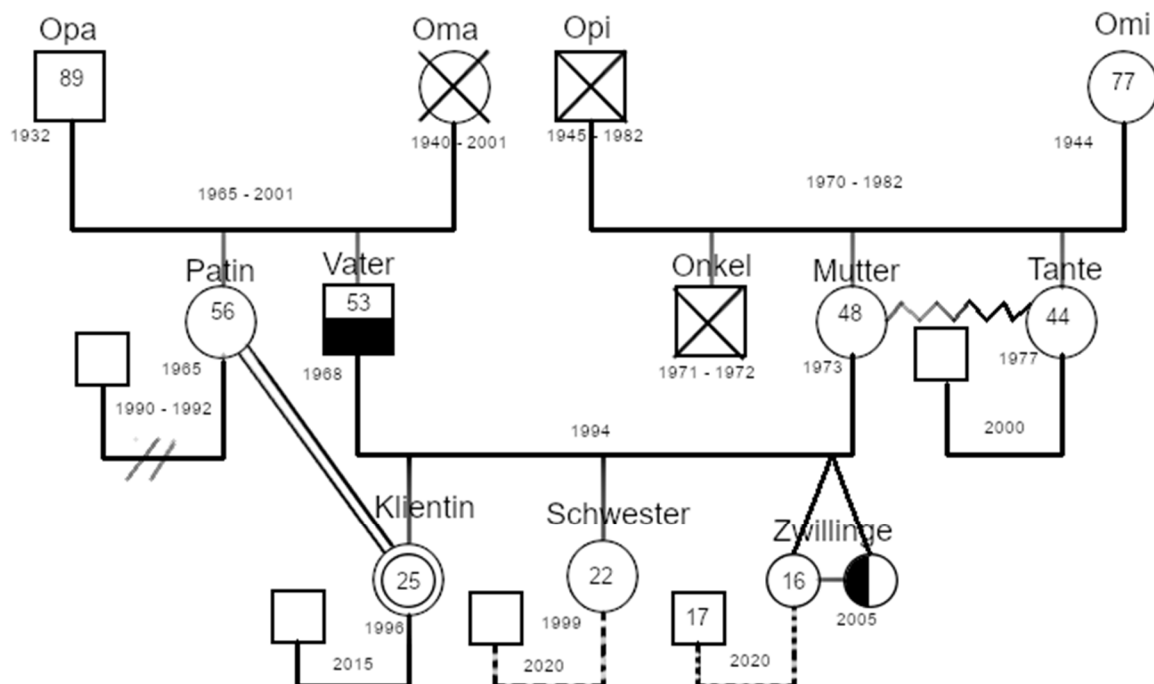 Opa
Oma
Opi
Omi
89
77
1932
1940 - 2001
1945 - 1982
1944
1965 - 2001
1970 - 1982
Patin
Vater
Onkel
Mutter
Tante
56
53
48
44
1965
1968
1971 - 1972
1973
1977
1990 - 1992
1994
2000
Klientin
Schwester
Zwillinge
25
22
16
17
1996
1999
2005
2015
2020
2020